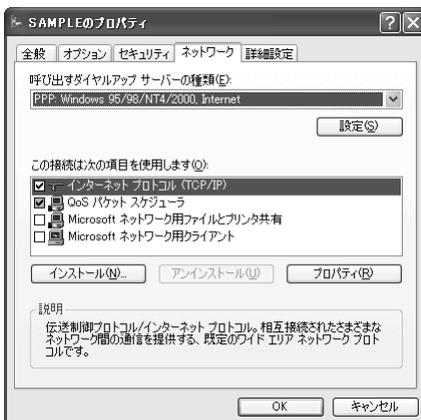 SAMPLEのプロパティ
全般 オプション セキュリティ ネットワーク 詳細設定
呼び出すダイヤルアップ サーバーの種類(E):
PPP: Windows 95/98/NT4/2000, Internet
設定(S)
この接続は次の項目を使用します(O):
インターネット プロトコル (TCP/IP)
QoS パケット スケジューラ
Microsoft ネットワーク用ファイルとプリンタ共有
Microsoft ネットワーク用クライアント
インストール(N)... アンインストール(U) プロパティ(R)
説明
伝送制御プロトコル/インターネット プロトコル。相互接続されたさまざまな
ネットワーク間の通信を提供する、既定のワイド エリア ネットワーク プロト
コルです。
OK キャンセル